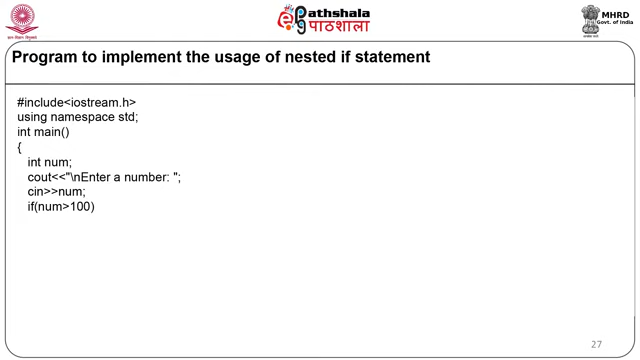 Pathshala
पाठशाला
MHRD
Govt. of India
Program to implement the usage of nested if statement
#include<iostream.h>
using namespace std;
int main()
{
int num;
cout<<"\nEnter a number: ";
cin>>num;
if(num>100)
27